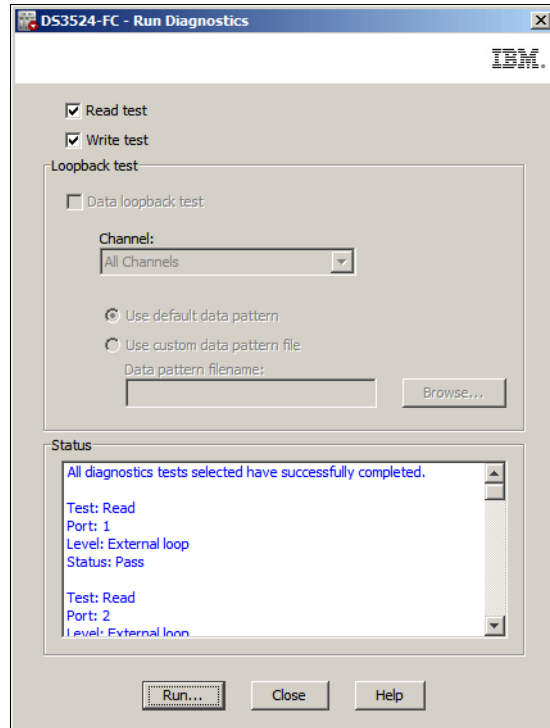 DS3524-FC - Run Diagnostics
IBM.
Read test
Write test
Loopback test
Data loopback test
Channel:
All Channels
Use default data pattern
Use custom data pattern file
Data pattern filename:
Browse...
Status
All diagnostics tests selected have successfully completed.
Test: Read
Port: 1
Level: External loop
Status: Pass
Test: Read
Port: 2
Level: External loop
Run... Close Help